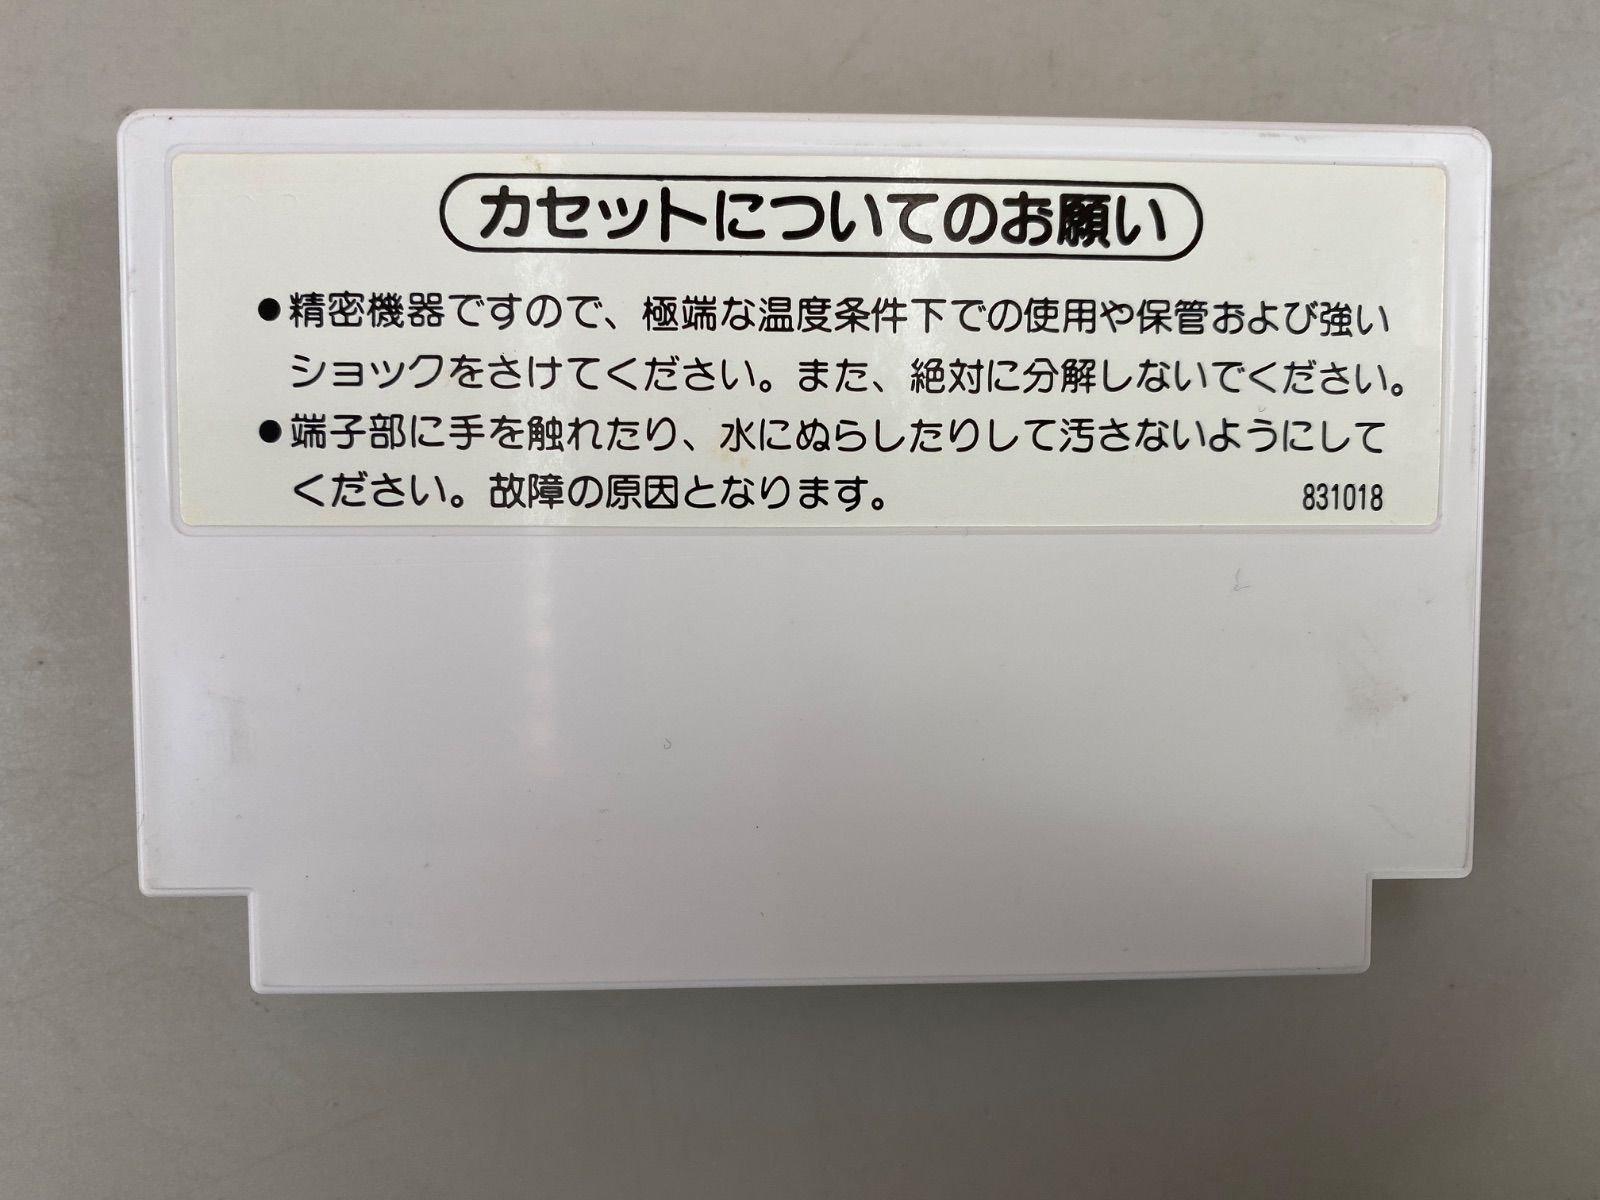 カセットについてのお願い
●精密機器ですので、極端な温度条件下での使用や保管および強い
ショックをさけてください。また、絶対に分解しないでください。
●端子部に手を触れたり、水にぬらしたりして汚さないようにして
ください。故障の原因となります。
831018